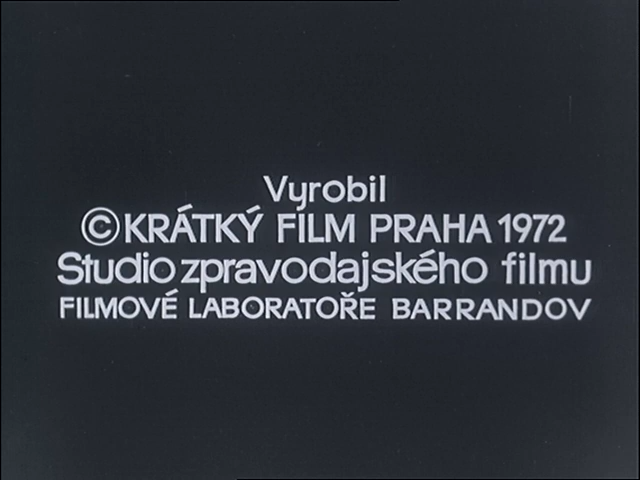 Vyrobil
© KRÁTKÝ FILM PRAHA 1972
Studio zpravodajského filmu
FILMOVÉ LABORATOŘE BARRANDOV